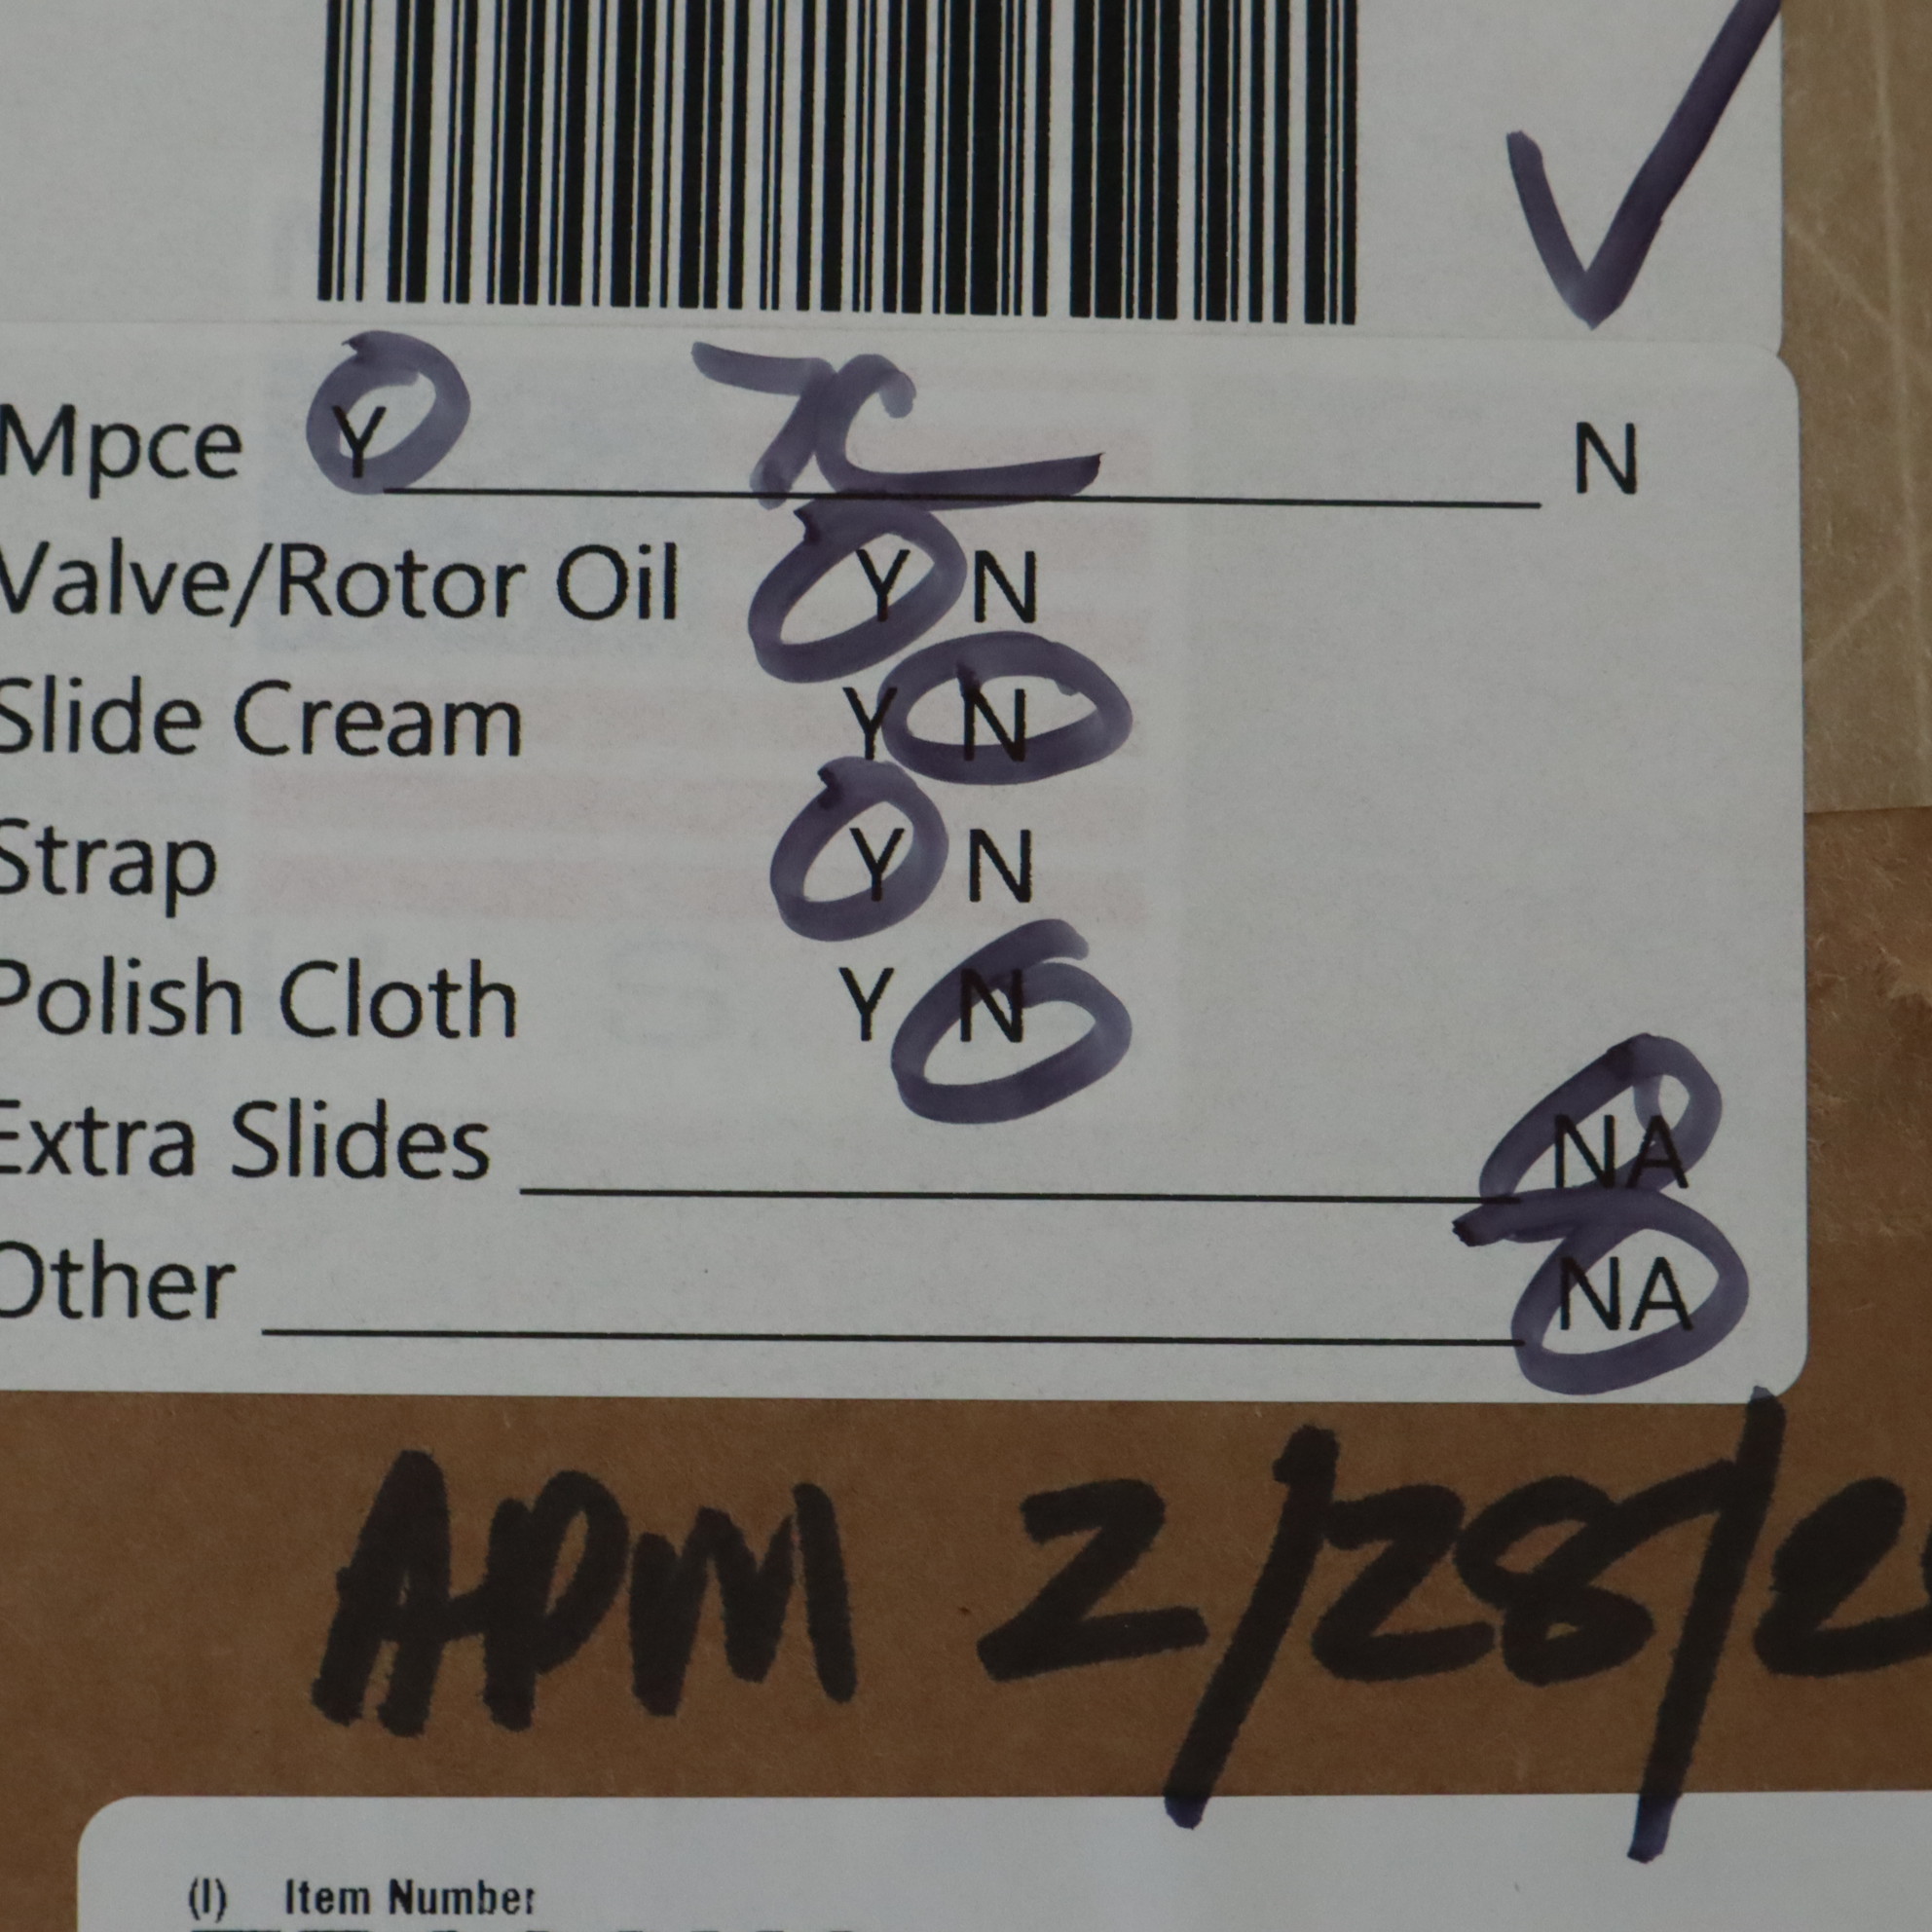 Mpce Y 7C N
Valve/Rotor Oil Y N
Slide Cream Y N
Strap Y N
Polish Cloth Y N
Extra Slides NA
Other NA
ADM 2/28/2
(I) Item Number